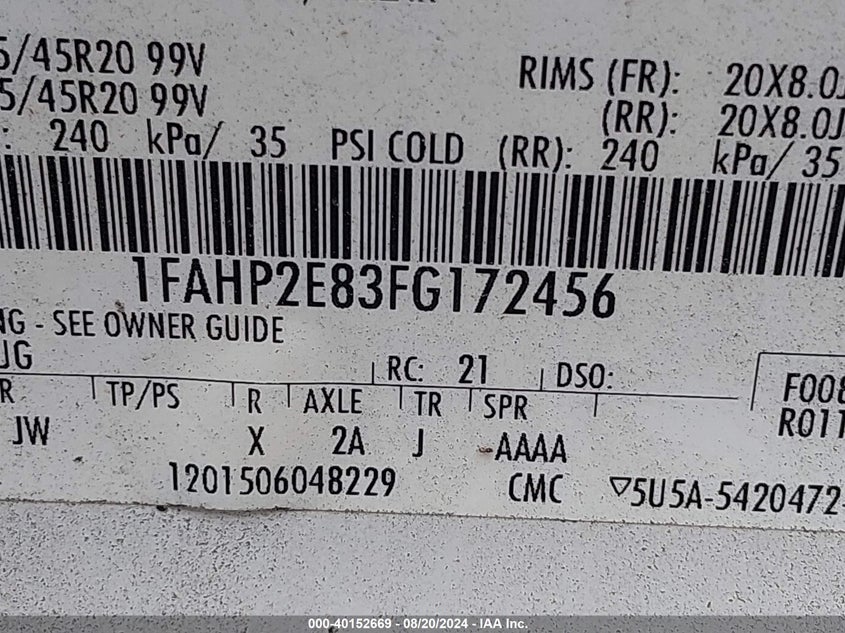 5/45R20 99V
5/45R20 99V
RIMS (FR): 20X8.0J
(RR): 20X8.0J
: 240 kPa/ 35 PSI COLD (RR): 240 kPa/ 35
1FAHP2E83FG172456
NG - SEE OWNER GUIDE
JG
RC: 21 DSO:
R TP/PS R AXLE TR SPR
JW X 2A J AAAA
F008
R011
1201506048229 CMC ▽5U5A-5420472-
000-40152669 - 08/20/2024 - IAA Inc.